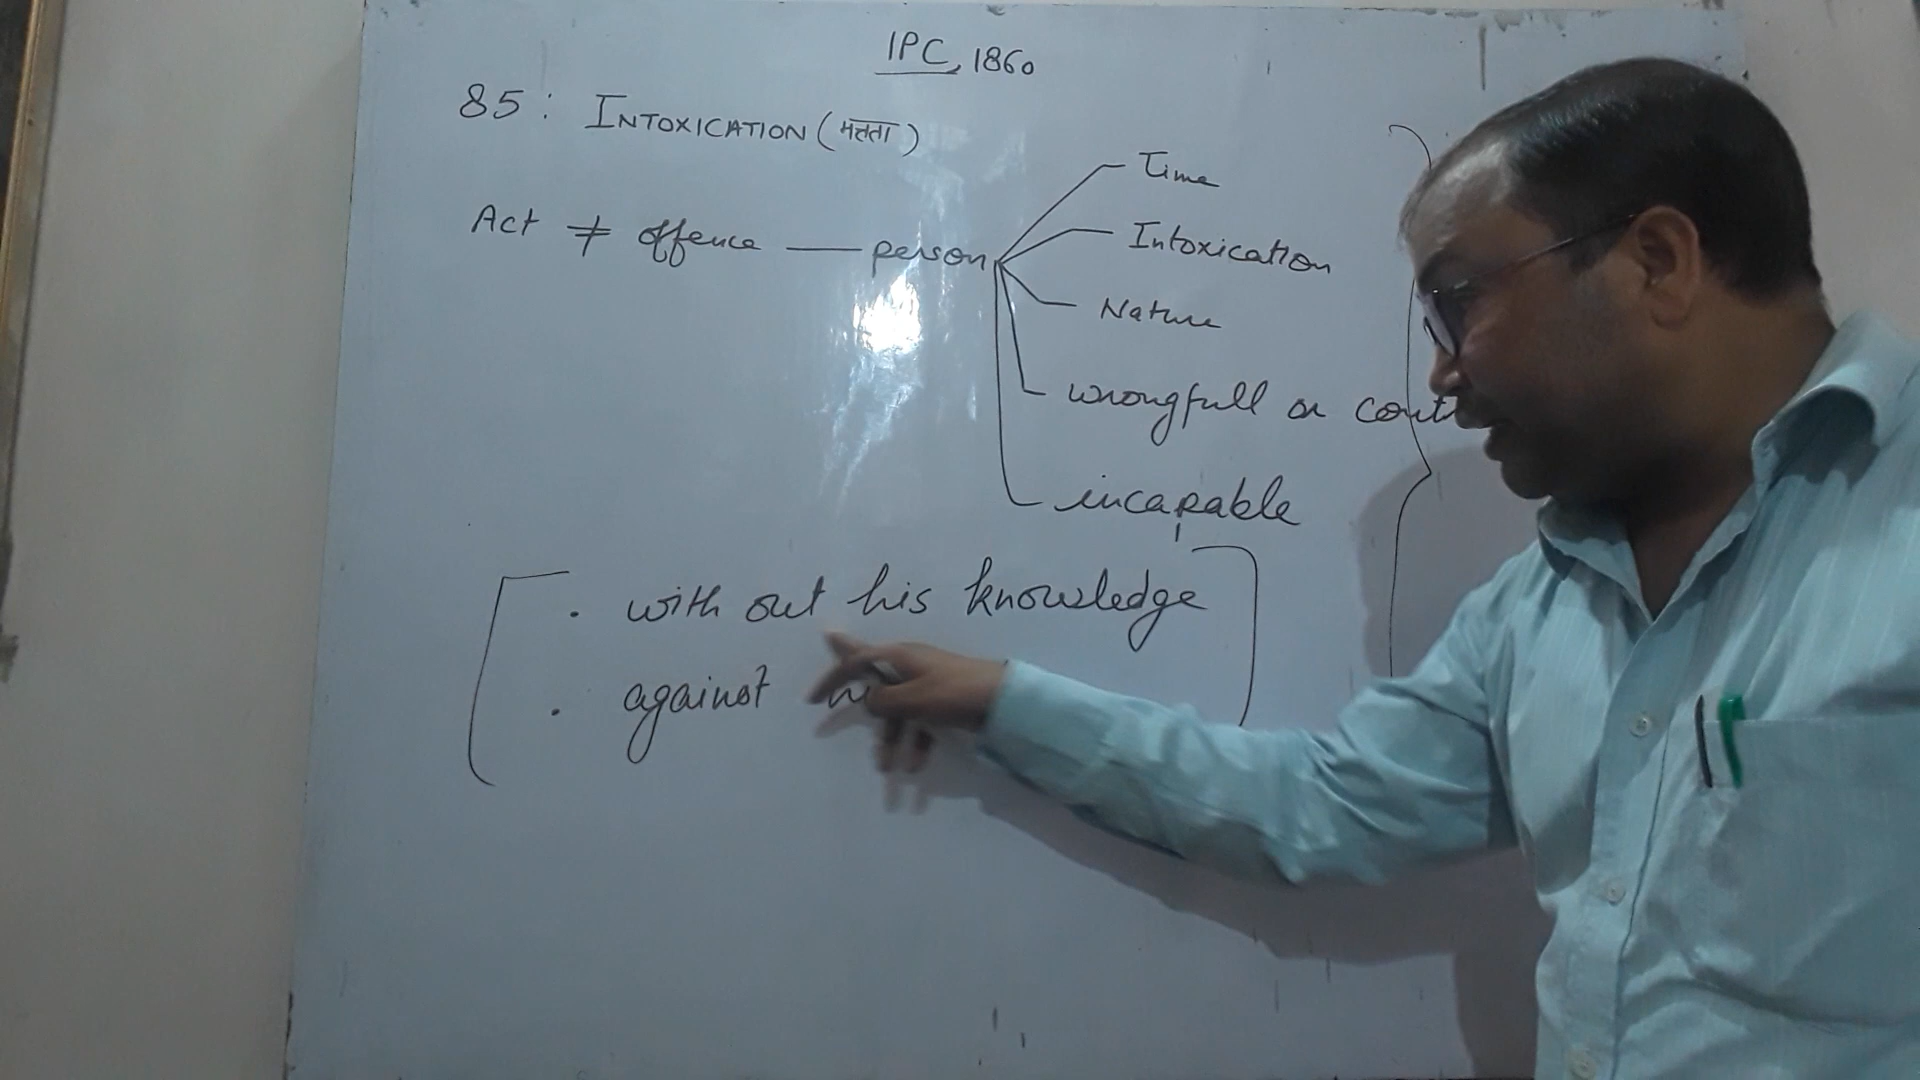 IPC, 1860
85 : INTOXICATION (मत्तता)
Act ≠ offence — person
Time
Intoxication
Nature
wrongfull or
incapable
. with out his knowledge
. against